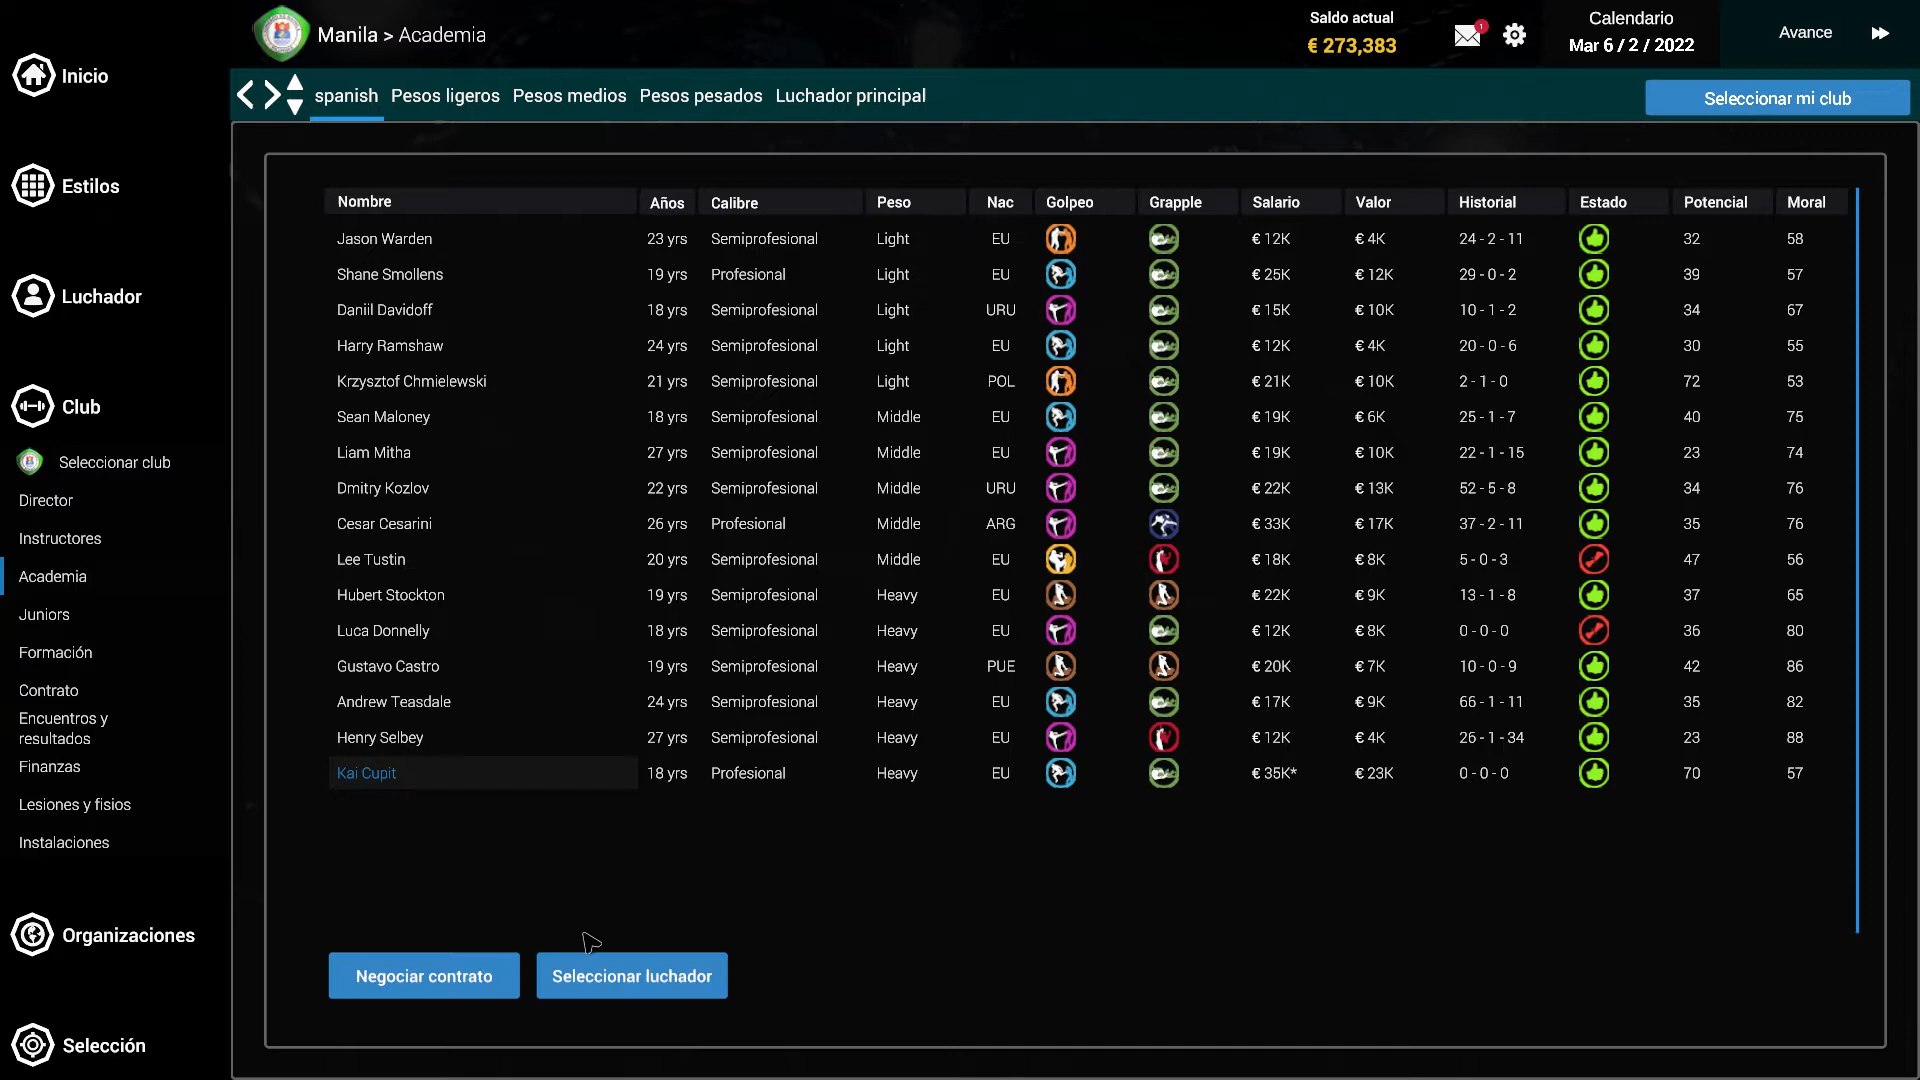 Manila > Academia
Saldo actual
€ 273,383
1
Calendario
Mar 6 / 2 / 2022
Avance
spanish Pesos ligeros Pesos medios Pesos pesados Luchador principal
Seleccionar mi club
Inicio
Estilos
Luchador
Club
Seleccionar club
Director
Instructores
Academia
Juniors
Formación
Contrato
Encuentros y
resultados
Finanzas
Lesiones y fisios
Instalaciones
Organizaciones
Selección
Nombre Años Calibre Peso Nac Golpeo Grapple Salario Valor Historial Estado Potencial Moral
Jason Warden 23 yrs Semiprofesional Light EU € 12K € 4K 24 - 2 - 11 32 58
Shane Smollens 19 yrs Profesional Light EU € 25K € 12K 29 - 0 - 2 39 57
Daniil Davidoff 18 yrs Semiprofesional Light URU € 15K € 10K 10 - 1 - 2 34 67
Harry Ramshaw 24 yrs Semiprofesional Light EU € 12K € 4K 20 - 0 - 6 30 55
Krzysztof Chmielewski 21 yrs Semiprofesional Light POL € 21K € 10K 2 - 1 - 0 72 53
Sean Maloney 18 yrs Semiprofesional Middle EU € 19K € 6K 25 - 1 - 7 40 75
Liam Mitha 27 yrs Semiprofesional Middle EU € 19K € 10K 22 - 1 - 15 23 74
Dmitry Kozlov 22 yrs Semiprofesional Middle URU € 22K € 13K 52 - 5 - 8 34 76
Cesar Cesarini 26 yrs Profesional Middle ARG € 33K € 17K 37 - 2 - 11 35 76
Lee Tustin 20 yrs Semiprofesional Middle EU € 18K € 8K 5 - 0 - 3 47 56
Hubert Stockton 19 yrs Semiprofesional Heavy EU € 22K € 9K 13 - 1 - 8 37 65
Luca Donnelly 18 yrs Semiprofesional Heavy EU € 12K € 8K 0 - 0 - 0 36 80
Gustavo Castro 19 yrs Semiprofesional Heavy PUE € 20K € 7K 10 - 0 - 9 42 86
Andrew Teasdale 24 yrs Semiprofesional Heavy EU € 17K € 9K 66 - 1 - 11 35 82
Henry Selbey 27 yrs Semiprofesional Heavy EU € 12K € 4K 26 - 1 - 34 23 88
Kai Cupit 18 yrs Profesional Heavy EU € 35K* € 23K 0 - 0 - 0 70 57
Negociar contrato Seleccionar luchador